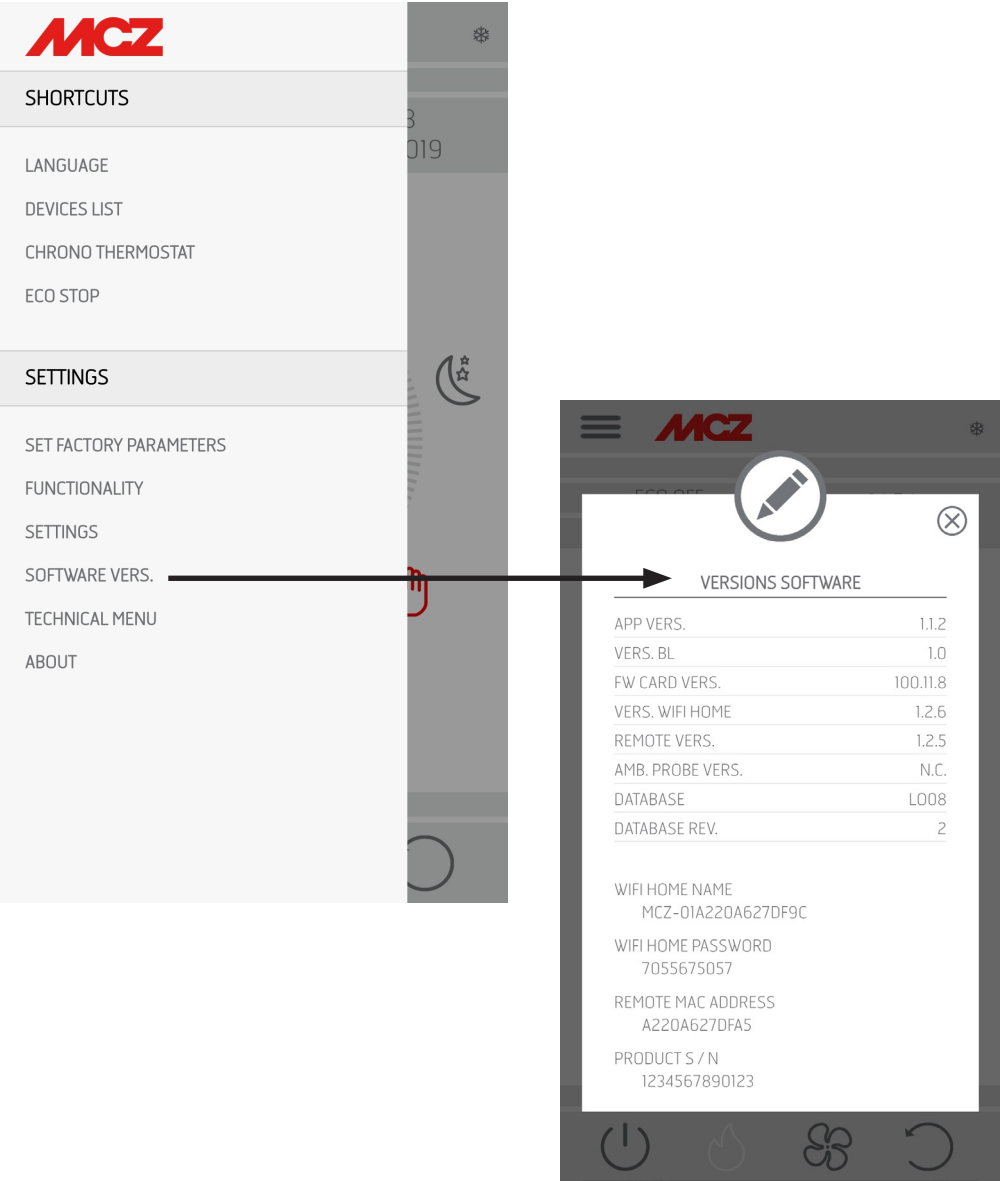 MCZ
SHORTCUTS
LANGUAGE
DEVICES LIST
CHRONO THERMOSTAT
ECO STOP
SETTINGS
SET FACTORY PARAMETERS
FUNCTIONALITY
SETTINGS
SOFTWARE VERS.
TECHNICAL MENU
ABOUT
3
019
MCZ
VERSIONS SOFTWARE
APP VERS. 1.1.2
VERS. BL 1.0
FW CARD VERS. 100.11.8
VERS. WIFI HOME 1.2.6
REMOTE VERS. 1.2.5
AMB. PROBE VERS. N.C.
DATABASE L008
DATABASE REV. 2
WIFI HOME NAME
MCZ-01A220A627DF9C
WIFI HOME PASSWORD
7055675057
REMOTE MAC ADDRESS
A220A627DFA5
PRODUCT S / N
1234567890123